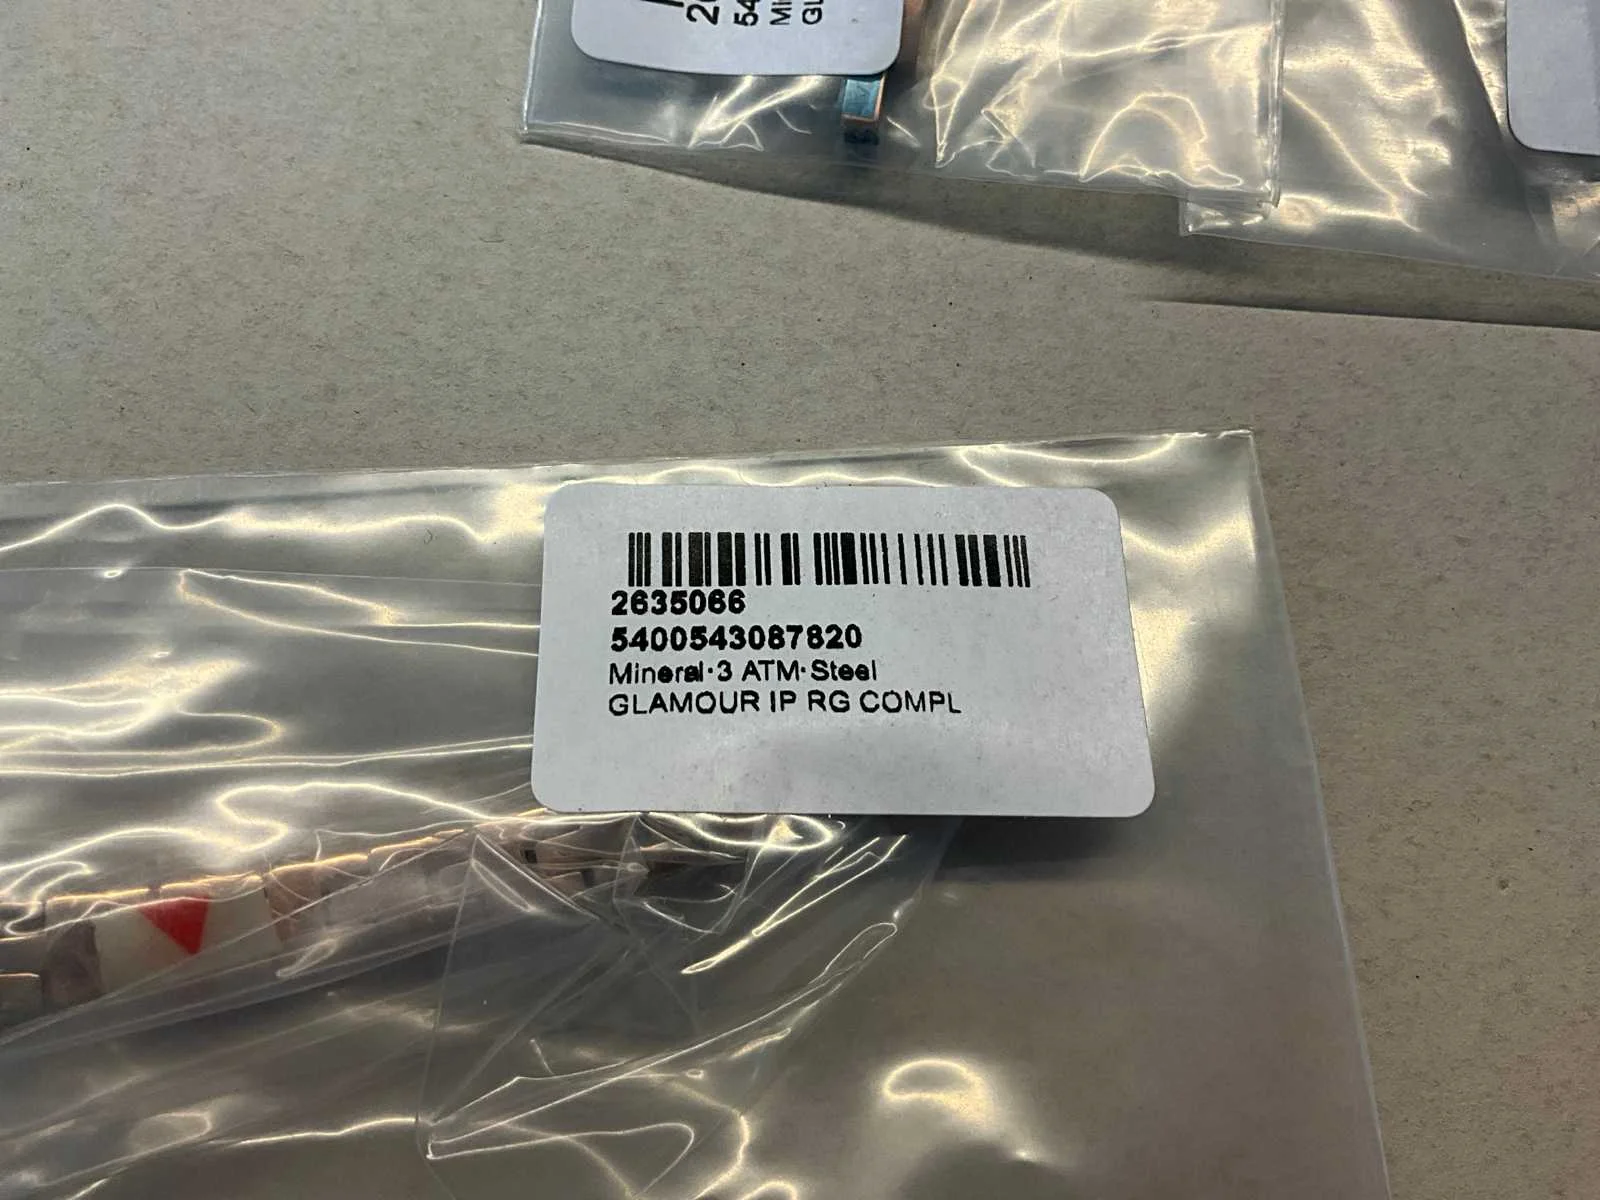 2635066
5400543087820
Mineral·3 ATM·Steel
GLAMOUR IP RG COMPL